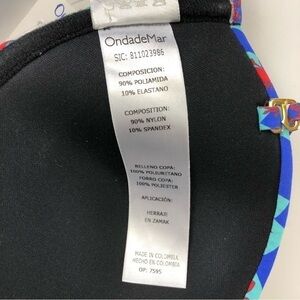 OndadeMar
SIC: 811023986
COMPOSICION:
90% POLIAMIDA
10% ELASTANO
COMPOSITION:
90% NYLON
10% SPANDEX
RELLENO COPA:
100% POLIURETANO
FORRO COPA:
100% POLIESTER
APLICACIÓN:
HERRAJE
EN ZAMAK
MADE IN COLOMBIA
HECHO EN COLOMBIA
OP: 7595